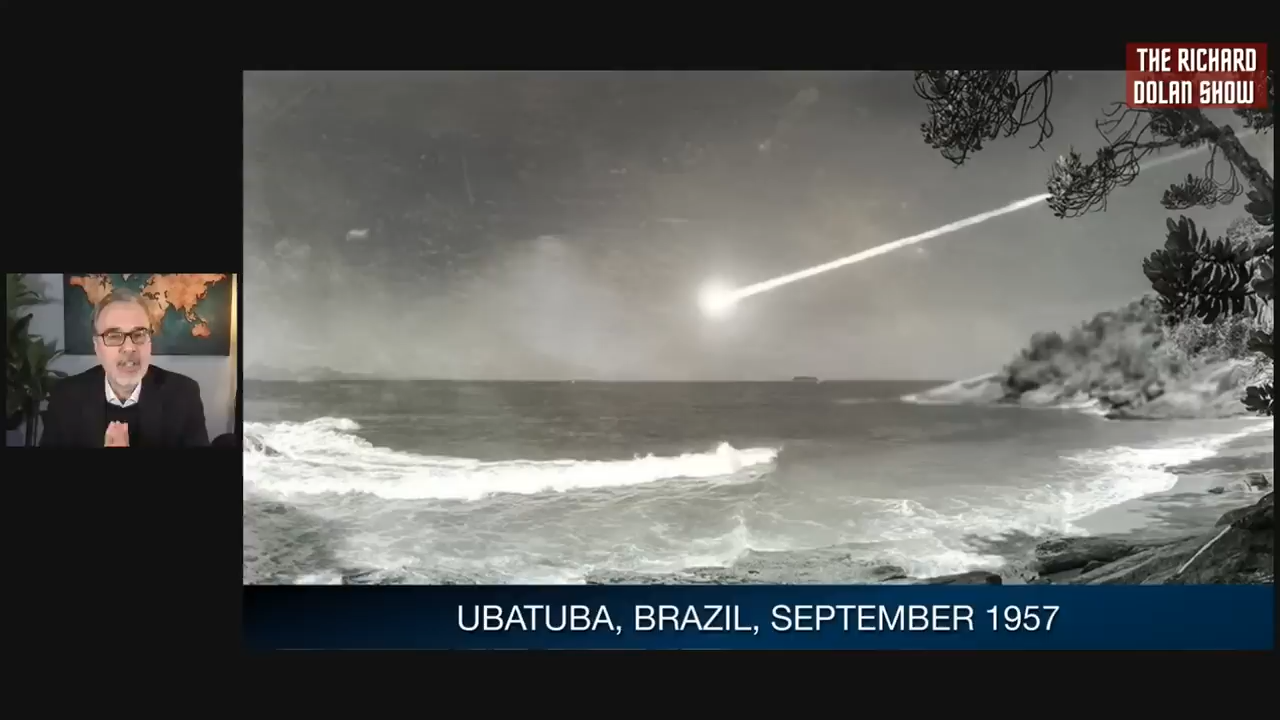 THE RICHARD
DOLAN SHOW
UBATUBA, BRAZIL, SEPTEMBER 1957